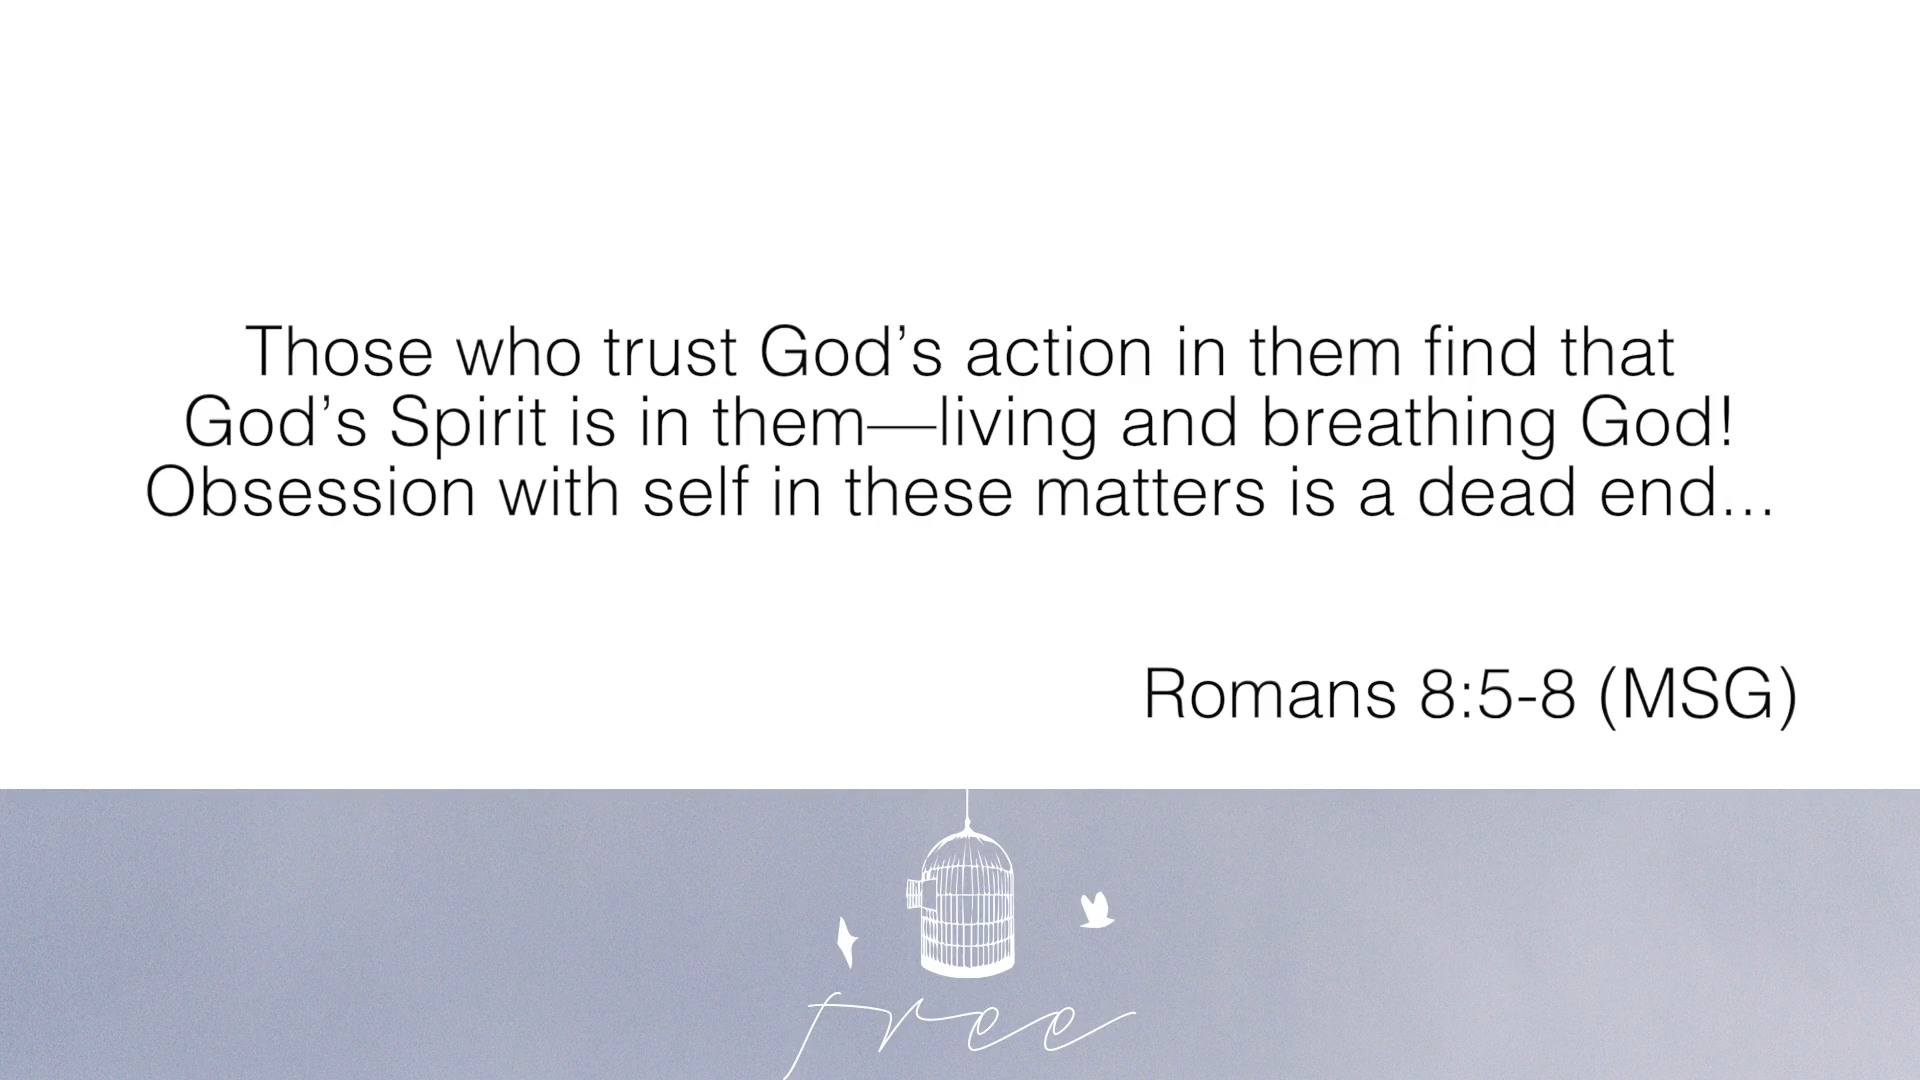 Those who trust God’s action in them find that
God’s Spirit is in them—living and breathing God!
Obsession with self in these matters is a dead end...
Romans 8:5-8 (MSG)
free